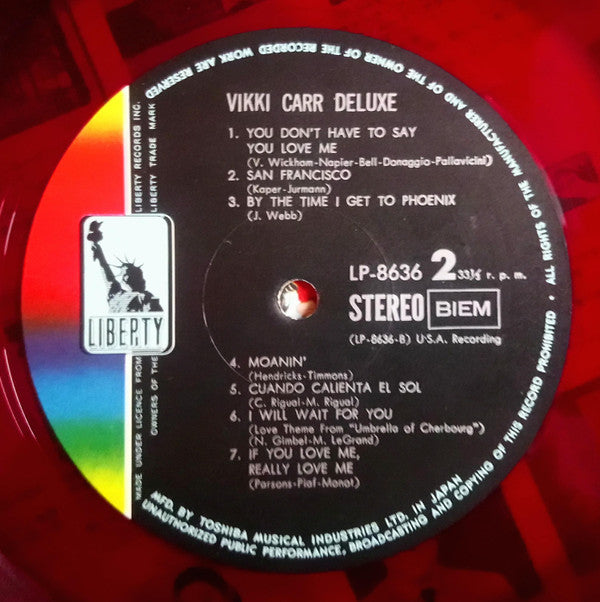 VIKKI CARR DELUXE
1. YOU DON'T HAVE TO SAY
YOU LOVE ME
(V. Wickham-Napier-Bell-Donaggio-Pallavicini)
2. SAN FRANCISCO
(Kaper-Jurmann)
3. BY THE TIME I GET TO PHOENIX
(J. Webb)
LP-8636 2 33⅓ r. p. m.
STEREO BIEM
(LP-8636-B) U·S.A. Recording
4. MOANIN'
(Hendricks-Timmons)
5. CUANDO CALIENTA EL SOL
(C. Rigual-M. Rigual)
6. I WILL WAIT FOR YOU
(Love Theme From "Umbrella of Cherbourg")
(N. Gimbel-M. LeGrand)
7. IF YOU LOVE ME,
REALLY LOVE ME
(Parsons-Piaf-Monot)
LIBERTY
MADE UNDER LICENCE FROM LIBERTY RECORDS INC.
OWNERS OF THE LIBERTY TRADE MARK
MFD. BY TOSHIBA MUSICAL INDUSTRIES LTD. IN JAPAN
UNAUTHORIZED PUBLIC PERFORMANCE, BROADCASTING AND COPYING OF THIS RECORD PROHIBITED · ALL RIGHTS OF THE MANUFACTURER AND OF THE OWNER OF THE RECORDED WORK ARE RESERVED